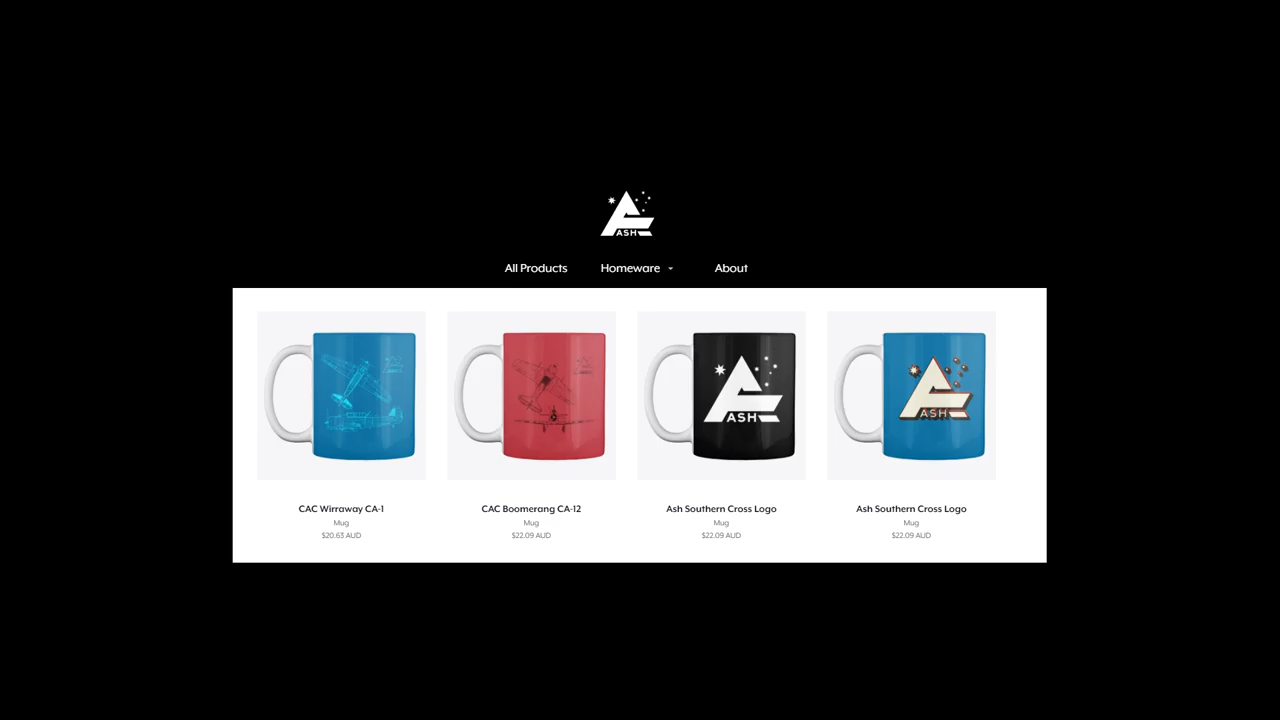 ASH
All Products Homeware About
ASH
ASH
CAC Wirraway CA-1
Mug
$20.63 AUD
CAC Boomerang CA-12
Mug
$22.09 AUD
Ash Southern Cross Logo
Mug
$22.09 AUD
Ash Southern Cross Logo
Mug
$22.09 AUD